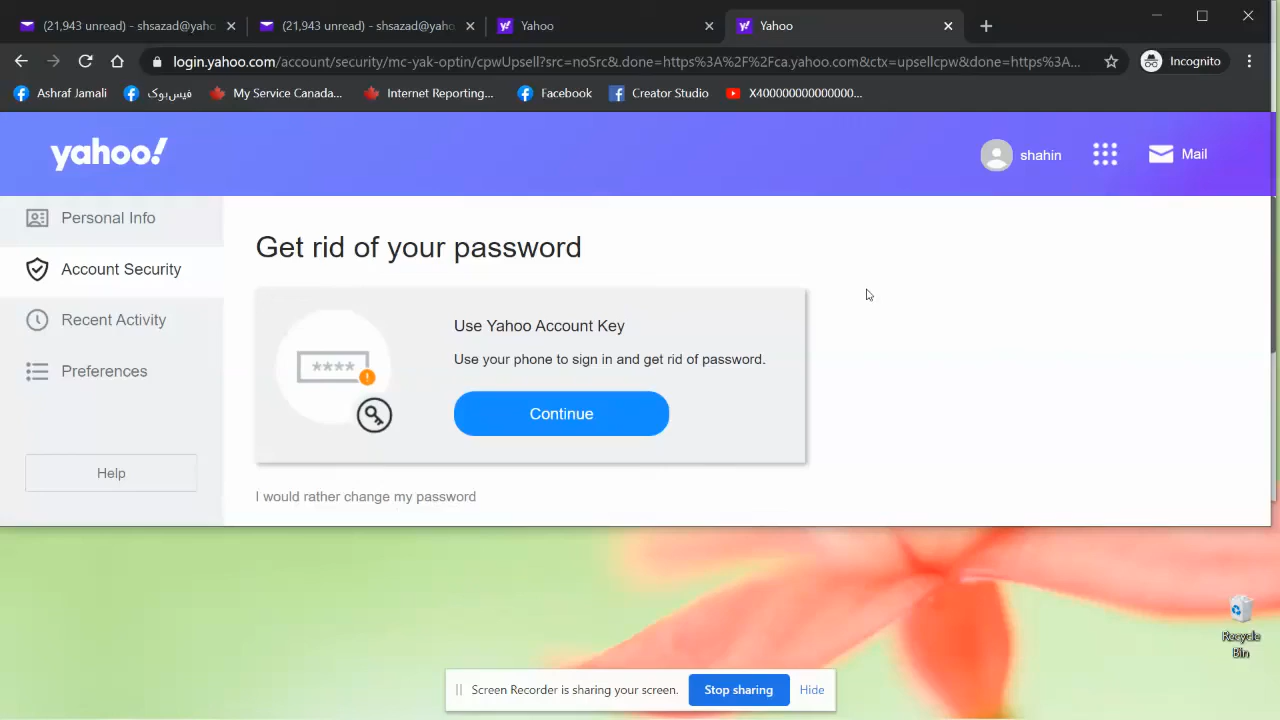 (21,943 unread) - shsazad@yaho
(21,943 unread) - shsazad@yaho
Yahoo
Yahoo
login.yahoo.com/account/security/mc-yak-optin/cpwUpsell?src=noSrc&.done=https%3A%2F%2Fca.yahoo.com&ctx=upsellcpw&done=https%3A...
Incognito
Ashraf Jamali
فیس‌بوک
My Service Canada...
Internet Reporting...
Facebook
Creator Studio
X400000000000000...
yahoo!
shahin
Mail
Personal Info
Account Security
Recent Activity
Preferences
Help
Get rid of your password
****
Use Yahoo Account Key
Use your phone to sign in and get rid of password.
Continue
I would rather change my password
Recycle
Bin
Screen Recorder is sharing your screen.
Stop sharing
Hide